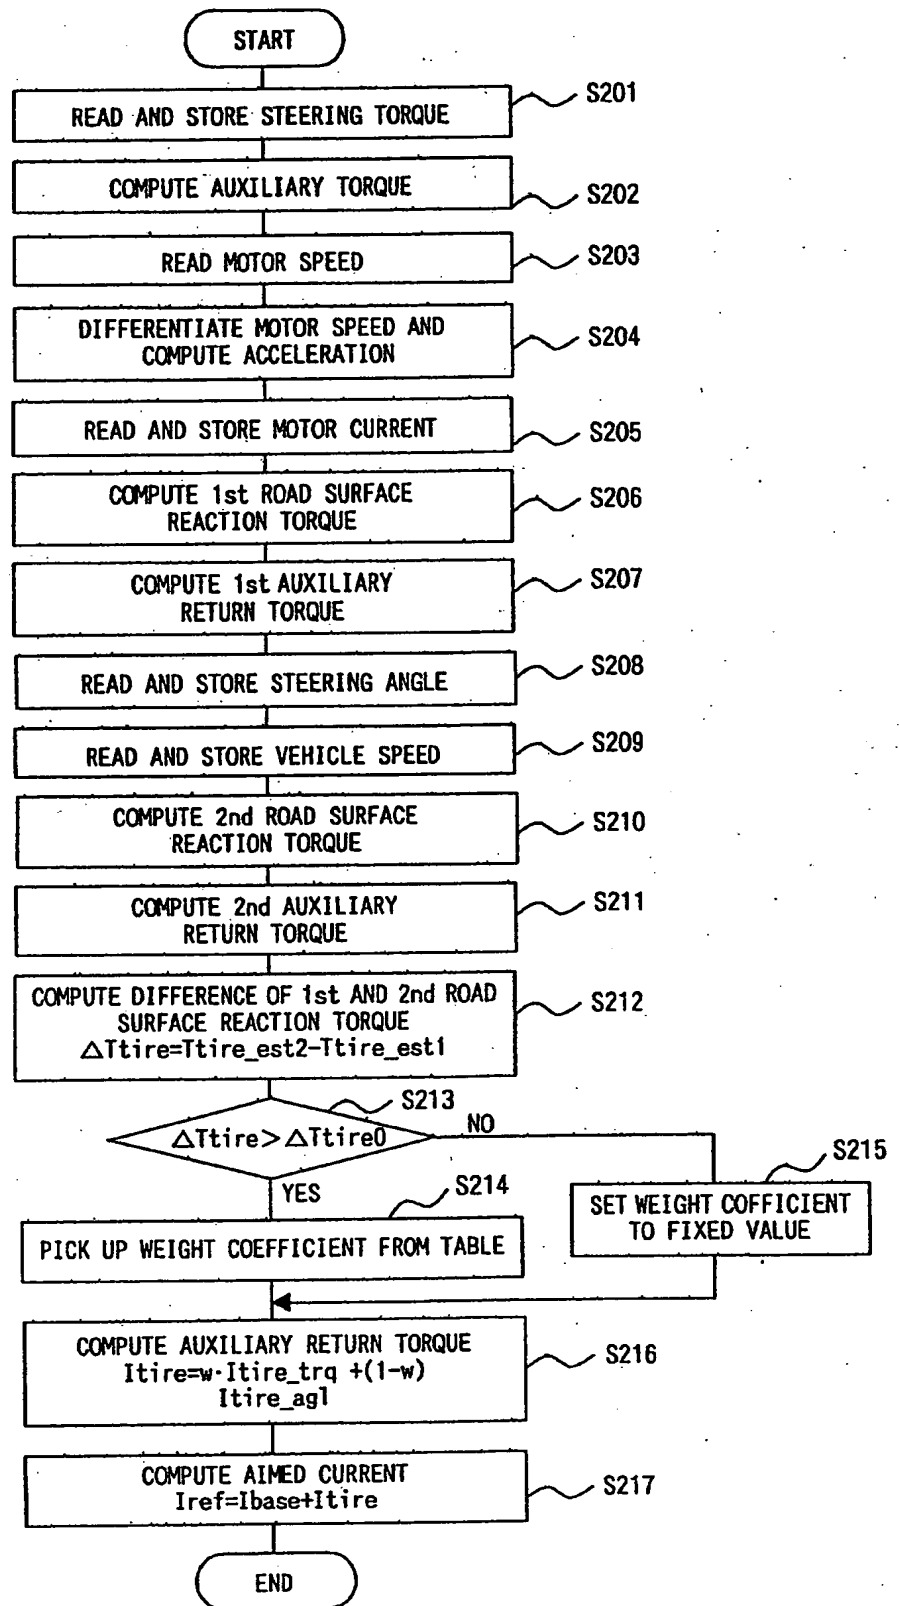 START
READ AND STORE STEERING TORQUE
S201
COMPUTE AUXILIARY TORQUE
S202
READ MOTOR SPEED
S203
DIFFERENTIATE MOTOR SPEED AND
COMPUTE ACCELERATION
S204
READ AND STORE MOTOR CURRENT
S205
COMPUTE 1st ROAD SURFACE
REACTION TORQUE
S206
COMPUTE 1st AUXILIARY
RETURN TORQUE
S207
READ AND STORE STEERING ANGLE
S208
READ AND STORE VEHICLE SPEED
S209
COMPUTE 2nd ROAD SURFACE
REACTION TORQUE
S210
COMPUTE 2nd AUXILIARY
RETURN TORQUE
S211
COMPUTE DIFFERENCE OF 1st AND 2nd ROAD
SURFACE REACTION TORQUE
△Ttire=Ttire_est2-Ttire_est1
S212
S213
△Ttire>△Ttire0
NO
YES
S214
S215
SET WEIGHT COFFICIENT
TO FIXED VALUE
PICK UP WEIGHT COEFFICIENT FROM TABLE
COMPUTE AUXILIARY RETURN TORQUE
Itire=w·Itire_trq +(1-w)
Itire_agl
S216
COMPUTE AIMED CURRENT
Iref=Ibase+Itire
S217
END